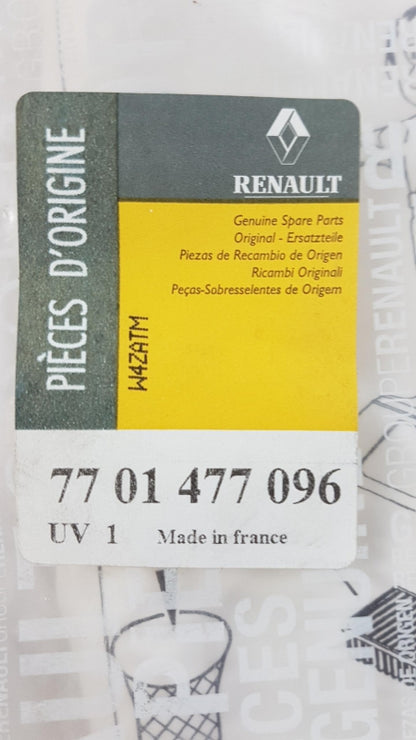 PIÈCES D'ORIGINE
RENAULT
Genuine Spare Parts
Original - Ersatzteile
Piezas de Recambio de Origen
Ricambi Originali
Peças-Sobresselentes de Origem
W4ZATM
77 01 477 096
UV 1 Made in france